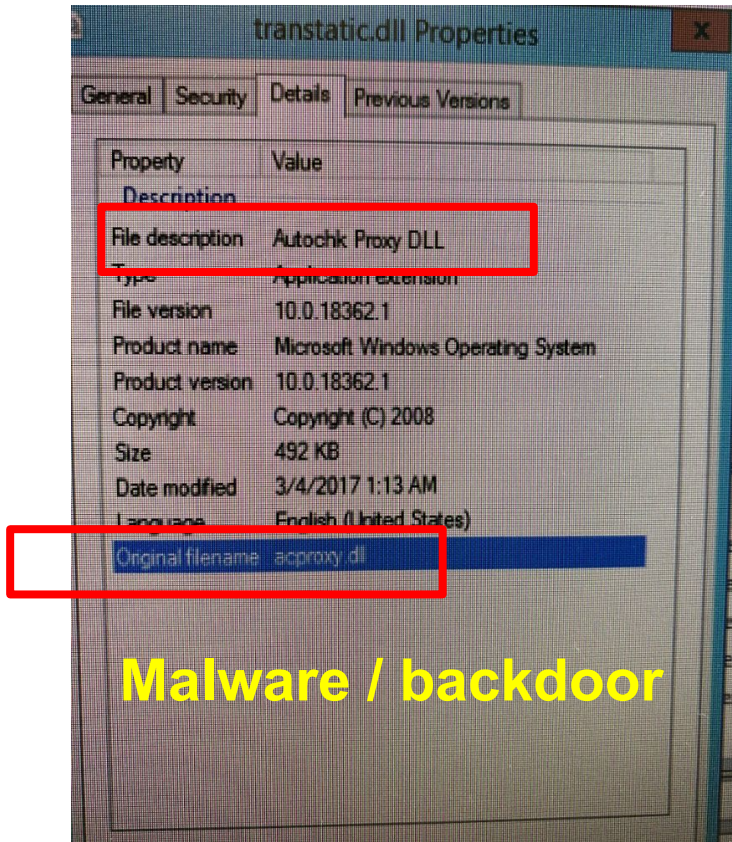 transtatic.dll Properties
x
General Security Details Previous Versions
Property Value
Description
File description Autochk Proxy DLL
Type Application extension
File version 10.0.18362.1
Product name Microsoft Windows Operating System
Product version 10.0.18362.1
Copyright Copyright (C) 2008
Size 492 KB
Date modified 3/4/2017 1:13 AM
Language English (United States)
Original filename acproxy.dll
Malware / backdoor